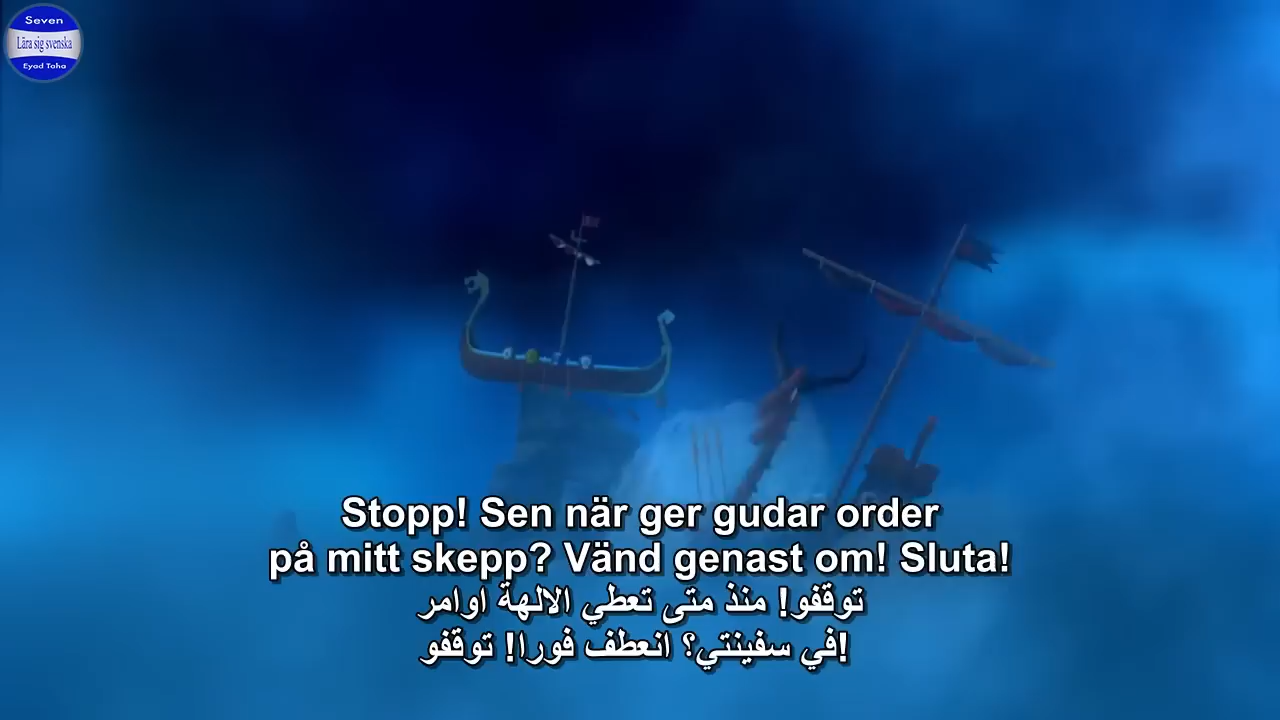 Seven
Lära sig svenska
Eyad Taha
Stopp! Sen när ger gudar order
på mitt skepp? Vänd genast om! Sluta!
توقفو! منذ متى تعطي الالهة اوامر
في سفينتي؟ انعطف فورا! توقفو!